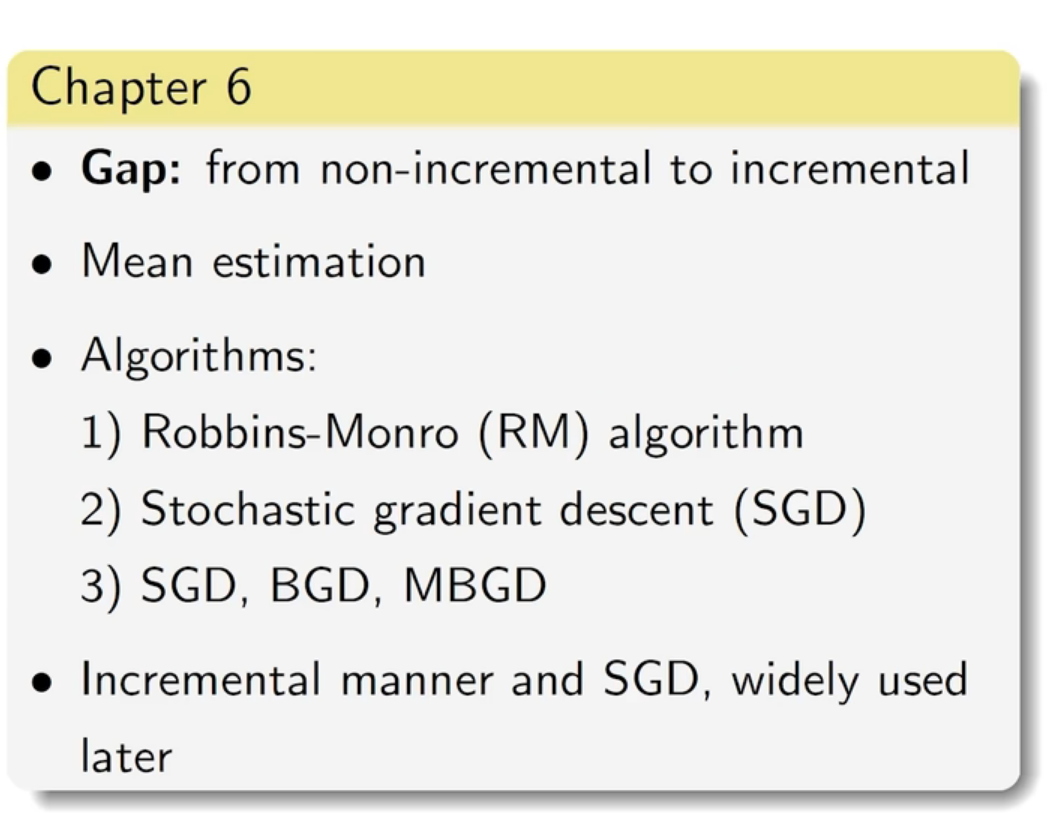 Chapter 6
• Gap: from non-incremental to incremental
• Mean estimation
• Algorithms:
1) Robbins-Monro (RM) algorithm
2) Stochastic gradient descent (SGD)
3) SGD, BGD, MBGD
• Incremental manner and SGD, widely used
later